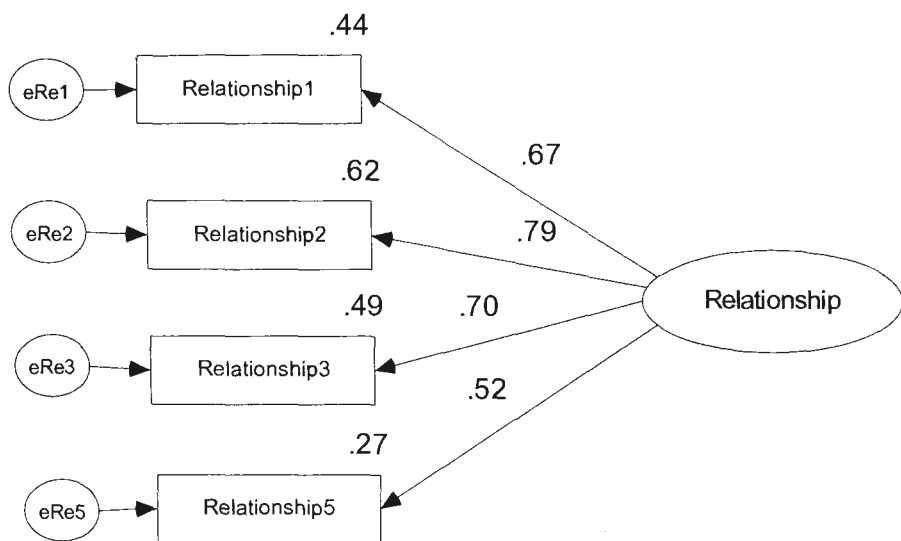 .44
eRe1
Relationship1
.67
.62
eRe2
Relationship2
.79
Relationship
.49
.70
eRe3
Relationship3
.52
.27
eRe5
Relationship5